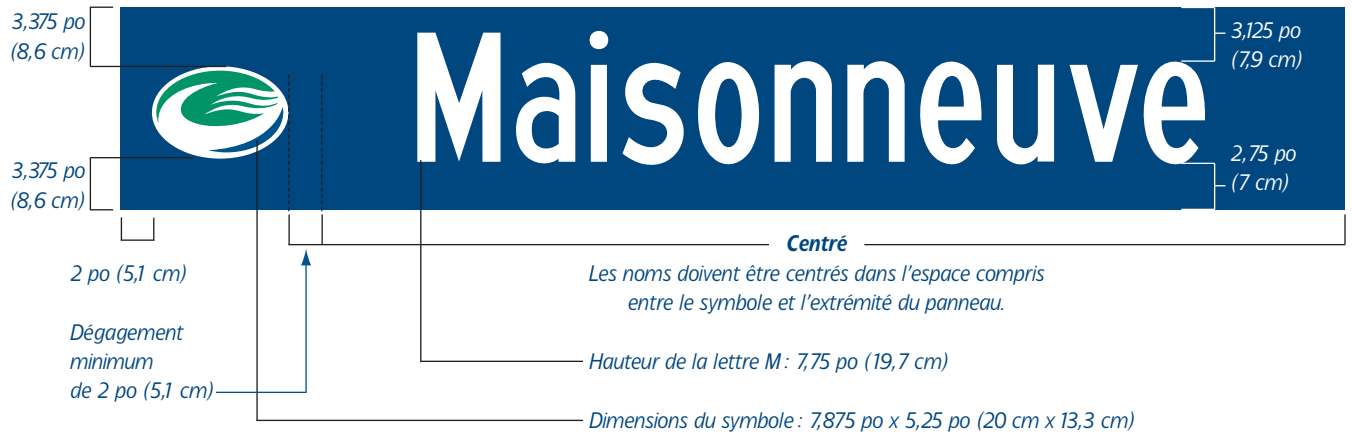 3,375 po
(8,6 cm)
Maisonneuve
3,125 po
(7,9 cm)
3,375 po
(8,6 cm)
2,75 po
(7 cm)
Centré
2 po (5,1 cm)
Les noms doivent être centrés dans l’espace compris
entre le symbole et l’extrémité du panneau.
Dégagement
minimum
de 2 po (5,1 cm)
Hauteur de la lettre M : 7,75 po (19,7 cm)
Dimensions du symbole : 7,875 po x 5,25 po (20 cm x 13,3 cm)